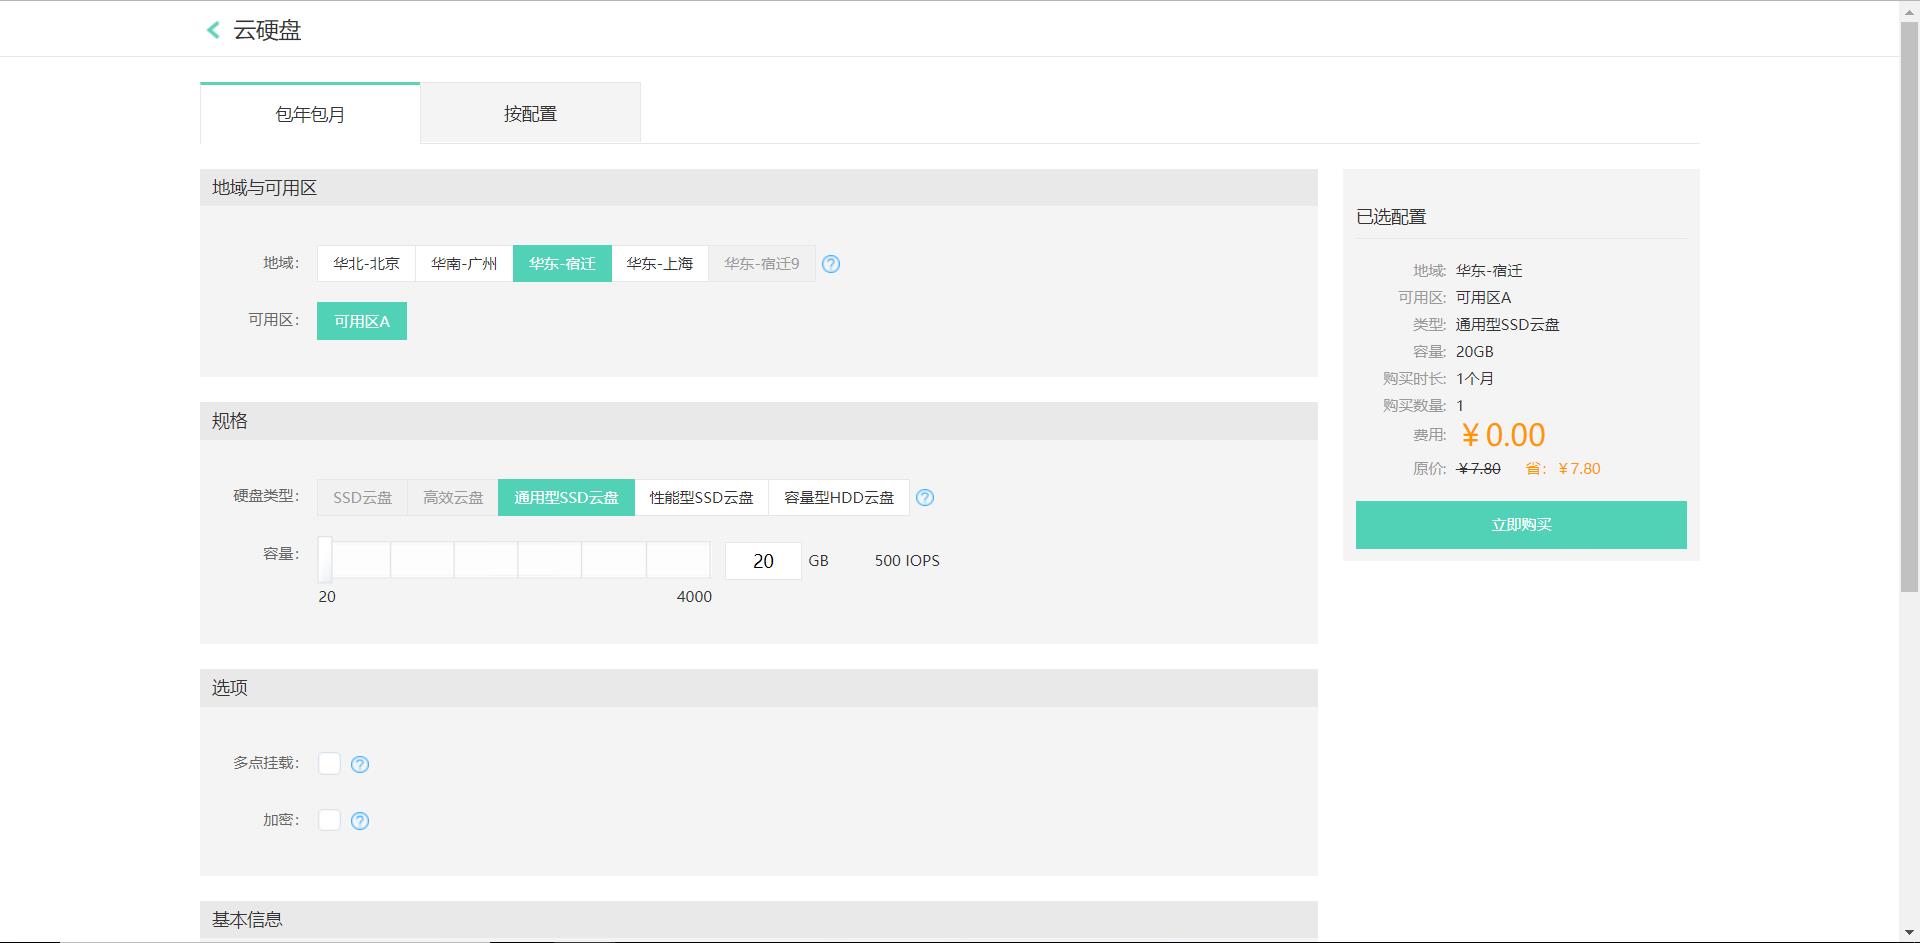 云硬盘
包年包月 按配置
地域与可用区
地域： 华北-北京 华南-广州 华东-宿迁 华东-上海 华东-宿迁9 ?
可用区： 可用区A
规格
硬盘类型： SSD云盘 高效云盘 通用型SSD云盘 性能型SSD云盘 容量型HDD云盘 ?
容量： 20 GB 500 IOPS
20 4000
选项
多点挂载： ?
加密： ?
基本信息
已选配置
地域: 华东-宿迁
可用区: 可用区A
类型: 通用型SSD云盘
容量: 20GB
购买时长: 1个月
购买数量: 1
费用: ￥0.00
原价: ￥7.80 省：￥7.80
立即购买